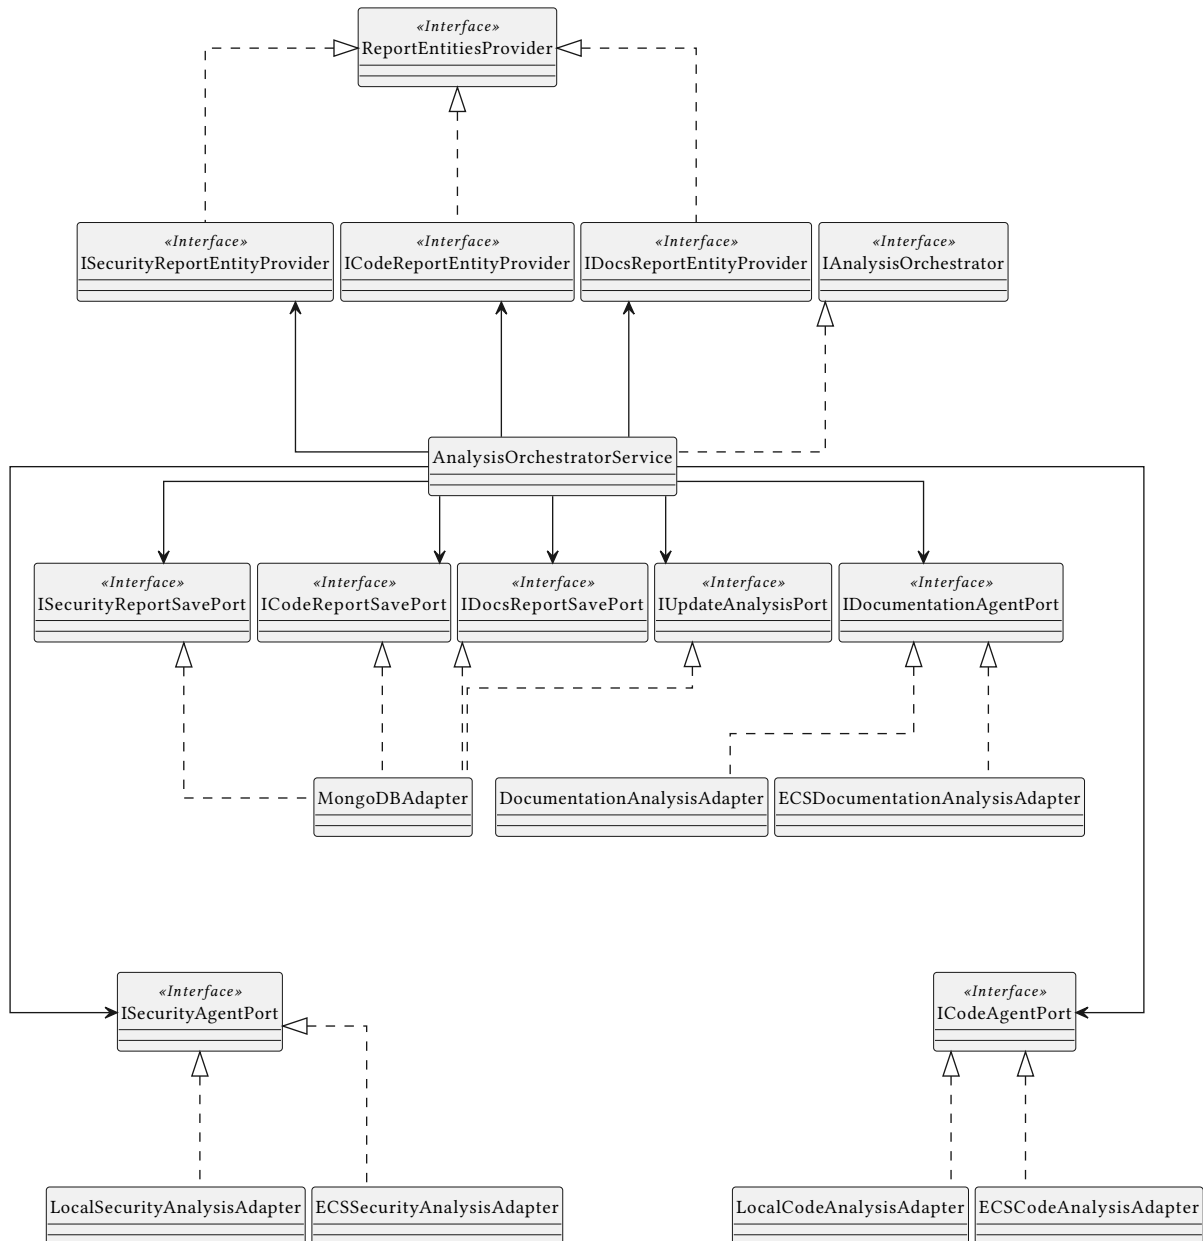 «Interface»
ReportEntitiesProvider
«Interface»
ISecurityReportEntityProvider
«Interface»
ICodeReportEntityProvider
«Interface»
IDocsReportEntityProvider
«Interface»
IAnalysisOrchestrator
AnalysisOrchestratorService
«Interface»
ISecurityReportSavePort
«Interface»
ICodeReportSavePort
«Interface»
IDocsReportSavePort
«Interface»
IUpdateAnalysisPort
«Interface»
IDocumentationAgentPort
MongoDBAdapter
DocumentationAnalysisAdapter
ECSDocumentationAnalysisAdapter
«Interface»
ISecurityAgentPort
«Interface»
ICodeAgentPort
LocalSecurityAnalysisAdapter
ECSSecurityAnalysisAdapter
LocalCodeAnalysisAdapter
ECSCodeAnalysisAdapter